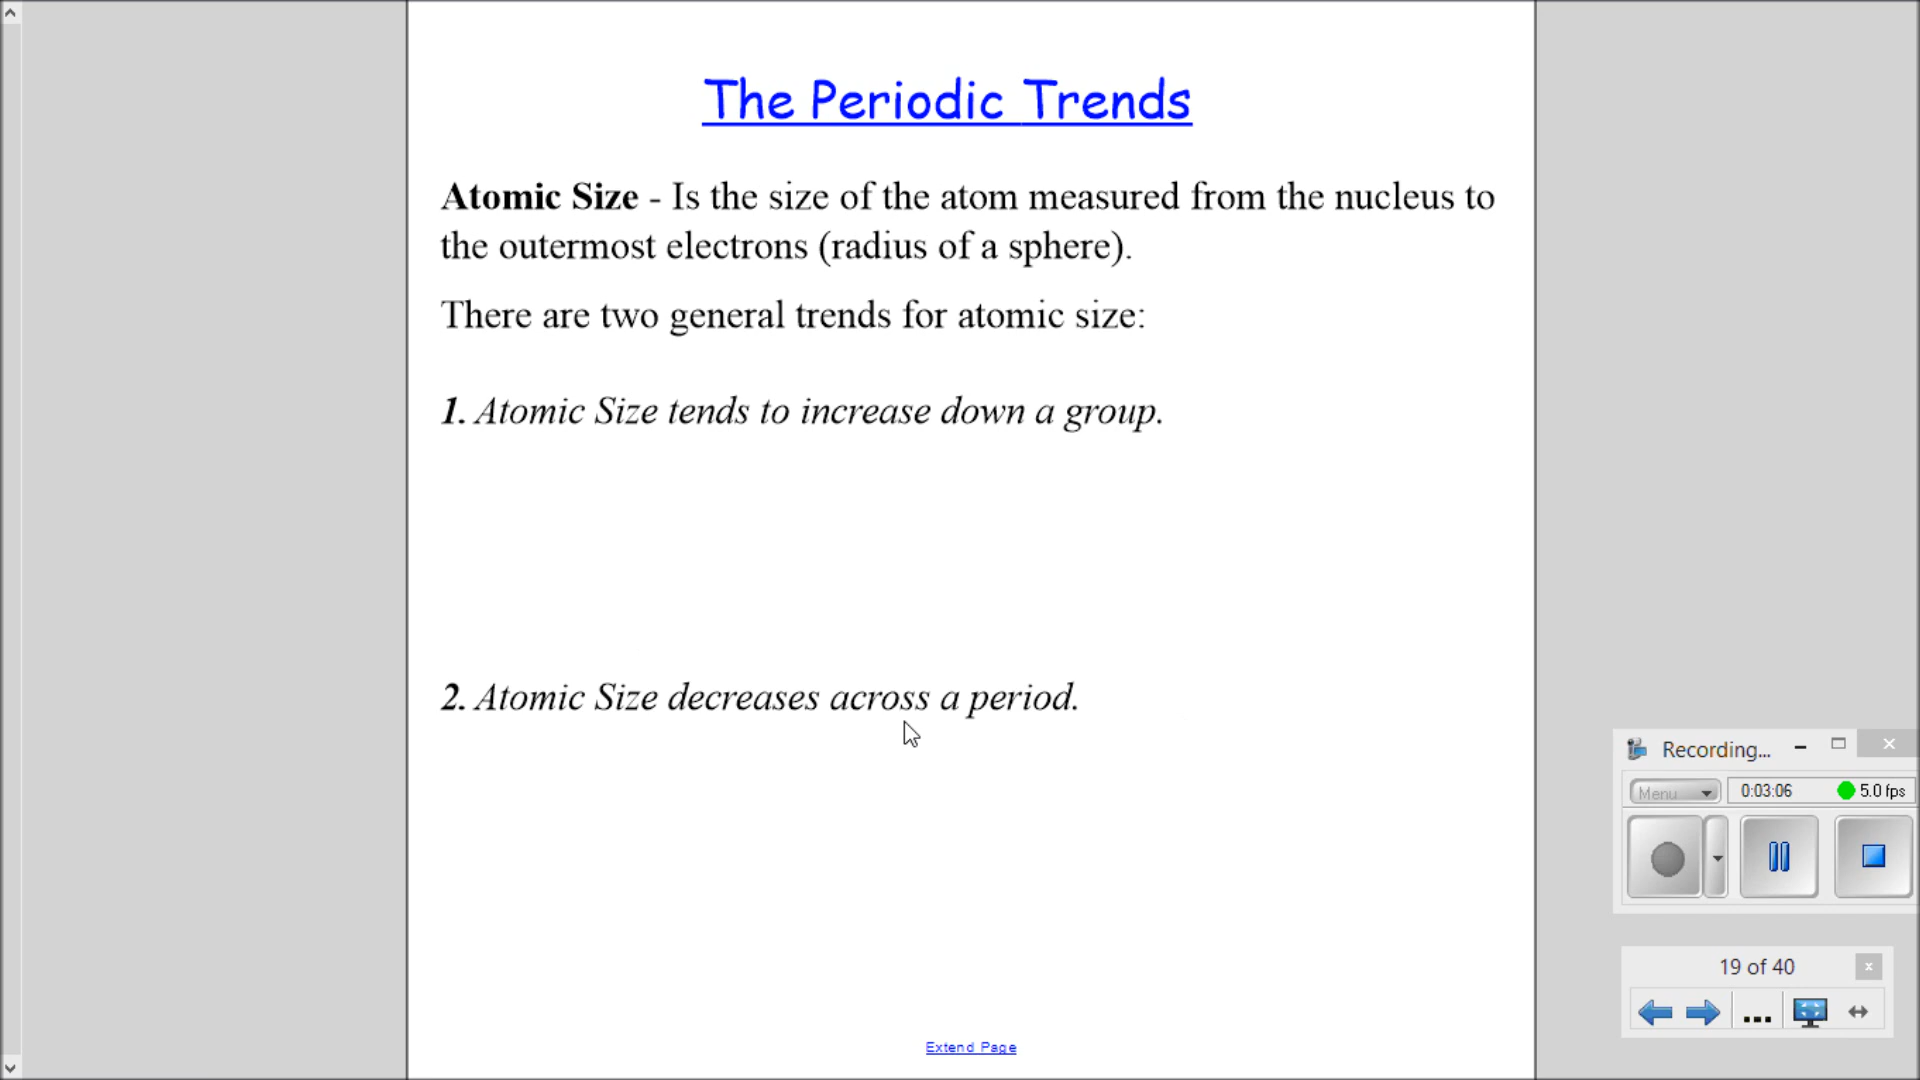 The Periodic Trends
Atomic Size - Is the size of the atom measured from the nucleus to
the outermost electrons (radius of a sphere).
There are two general trends for atomic size:
1. Atomic Size tends to increase down a group.
2. Atomic Size decreases across a period.
Recording...
Menu
0:03:06
5.0 fps
19 of 40
...
Extend Page